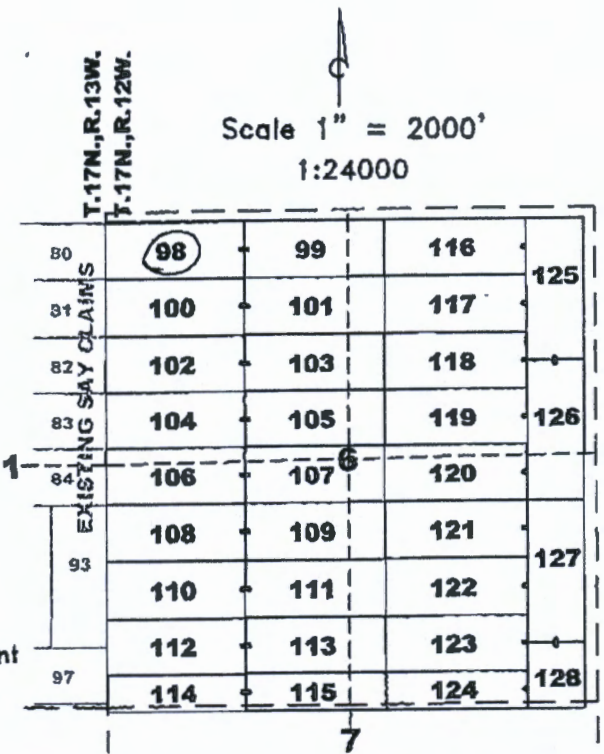 T.17N.,R.13W.
T.17N.,R.12W.
Scale 1" = 2000'
1:24000
EXISTING SAY CLAIMS
80 98 99 116
125
81 100 101 117
82 102 103 118
83 104 105 119 126
1 6
84 106 107 120
108 109 121
93 127
110 111 122
112 113 123
nt
97 128
114 115 124
7